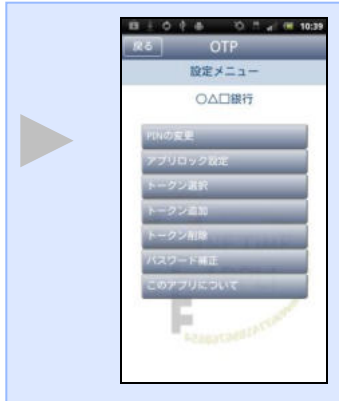 10:39
戻る OTP
設定メニュー
○△□銀行
PINの変更
アプリロック設定
トークン選択
トークン追加
トークン削除
パスワード補正
このアプリについて